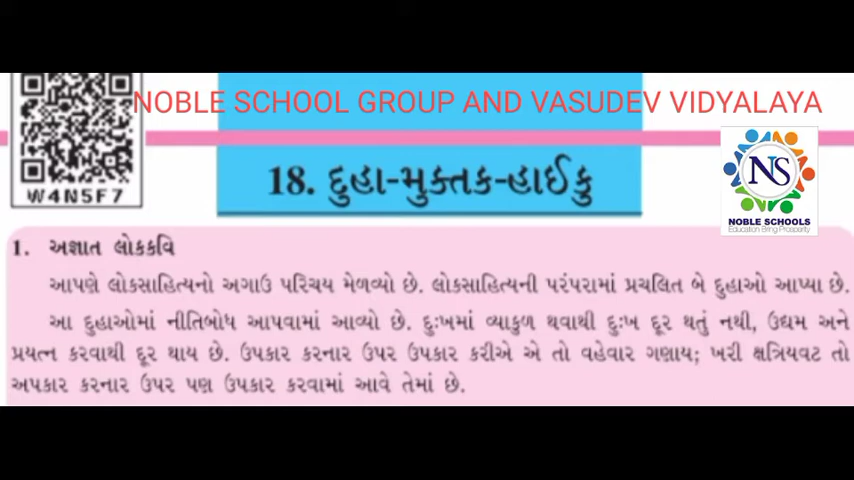 NOBLE SCHOOL GROUP AND VASUDEV VIDYALAYA
W4N5F7
18. દુહા-મુક્તક-હાઈકુ
NS
NOBLE SCHOOLS
Education Bring Prosperity
1. અજ્ઞાત લોકકવિ
આપણે લોકસાહિત્યનો અગાઉ પરિચય મેળવ્યો છે. લોકસાહિત્યની પરંપરામાં પ્રચલિત બે દુહાઓ આપ્યા છે.
આ દુહાઓમાં નીતિબોધ આપવામાં આવ્યો છે. દુઃખમાં વ્યાકુળ થવાથી દુઃખ દૂર થતું નથી, ઉદ્યમ અને
પ્રયત્ન કરવાથી દૂર થાય છે. ઉપકાર કરનાર ઉપર ઉપકાર કરીએ એ તો વહેવાર ગણાય; ખરી ક્ષત્રિયવટ તો
અપકાર કરનાર ઉપર પણ ઉપકાર કરવામાં આવે તેમાં છે.